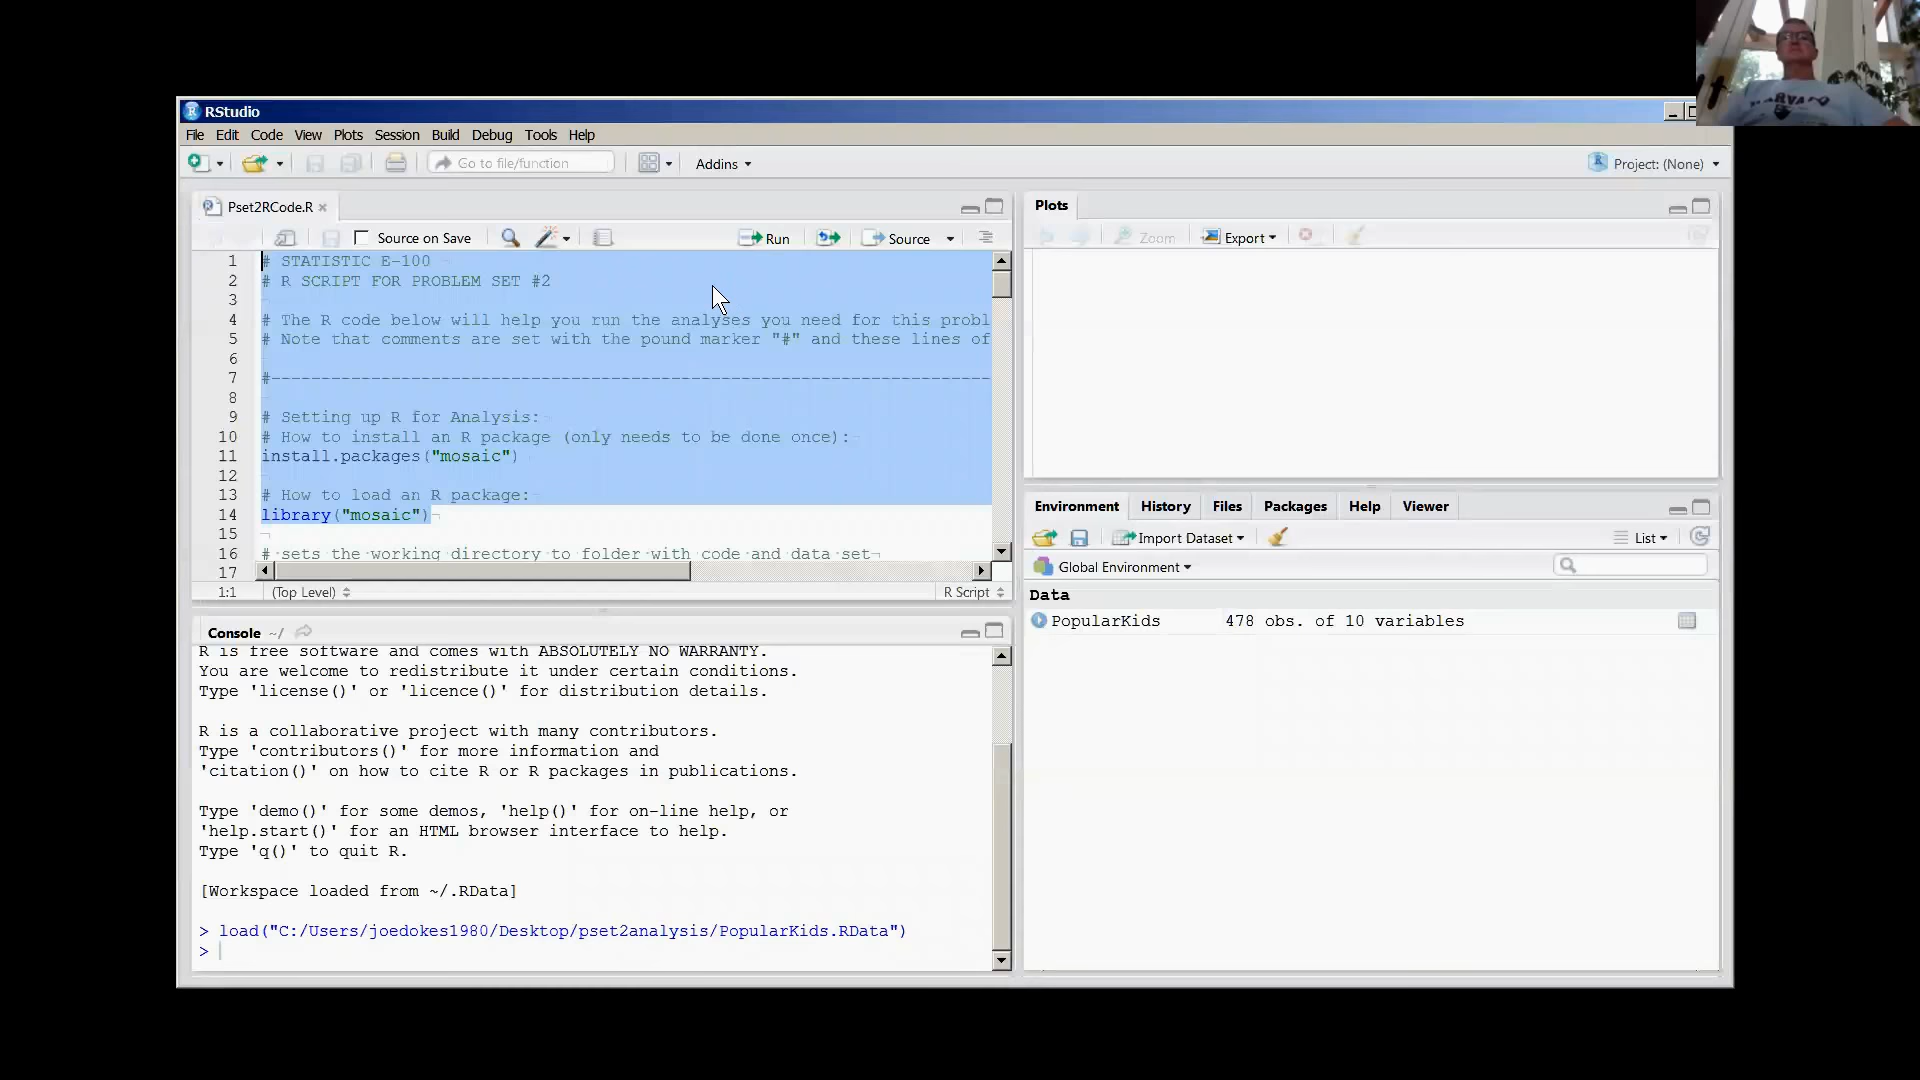 RStudio
File Edit Code View Plots Session Build Debug Tools Help
Go to file/function Addins Project: (None)
Pset2RCode.R
Source on Save Run Source
1 # STATISTIC E-100
2 # R SCRIPT FOR PROBLEM SET #2
3
4 # The R code below will help you run the analyses you need for this probl
5 # Note that comments are set with the pound marker "#" and these lines of
6
7 #------------------------------------------------------------------------
8
9 # Setting up R for Analysis:
10 # How to install an R package (only needs to be done once):
11 install.packages("mosaic")
12
13 # How to load an R package:
14 library("mosaic")
15
16 # sets the working directory to folder with code and data set
17
1:1 (Top Level) R Script
Console ~/
R is free software and comes with ABSOLUTELY NO WARRANTY.
You are welcome to redistribute it under certain conditions.
Type 'license()' or 'licence()' for distribution details.
R is a collaborative project with many contributors.
Type 'contributors()' for more information and
'citation()' on how to cite R or R packages in publications.
Type 'demo()' for some demos, 'help()' for on-line help, or
'help.start()' for an HTML browser interface to help.
Type 'q()' to quit R.
[Workspace loaded from ~/.RData]
> load("C:/Users/joedokes1980/Desktop/pset2analysis/PopularKids.RData")
>
Plots
Zoom Export
Environment History Files Packages Help Viewer
Import Dataset List
Global Environment
Data
PopularKids 478 obs. of 10 variables